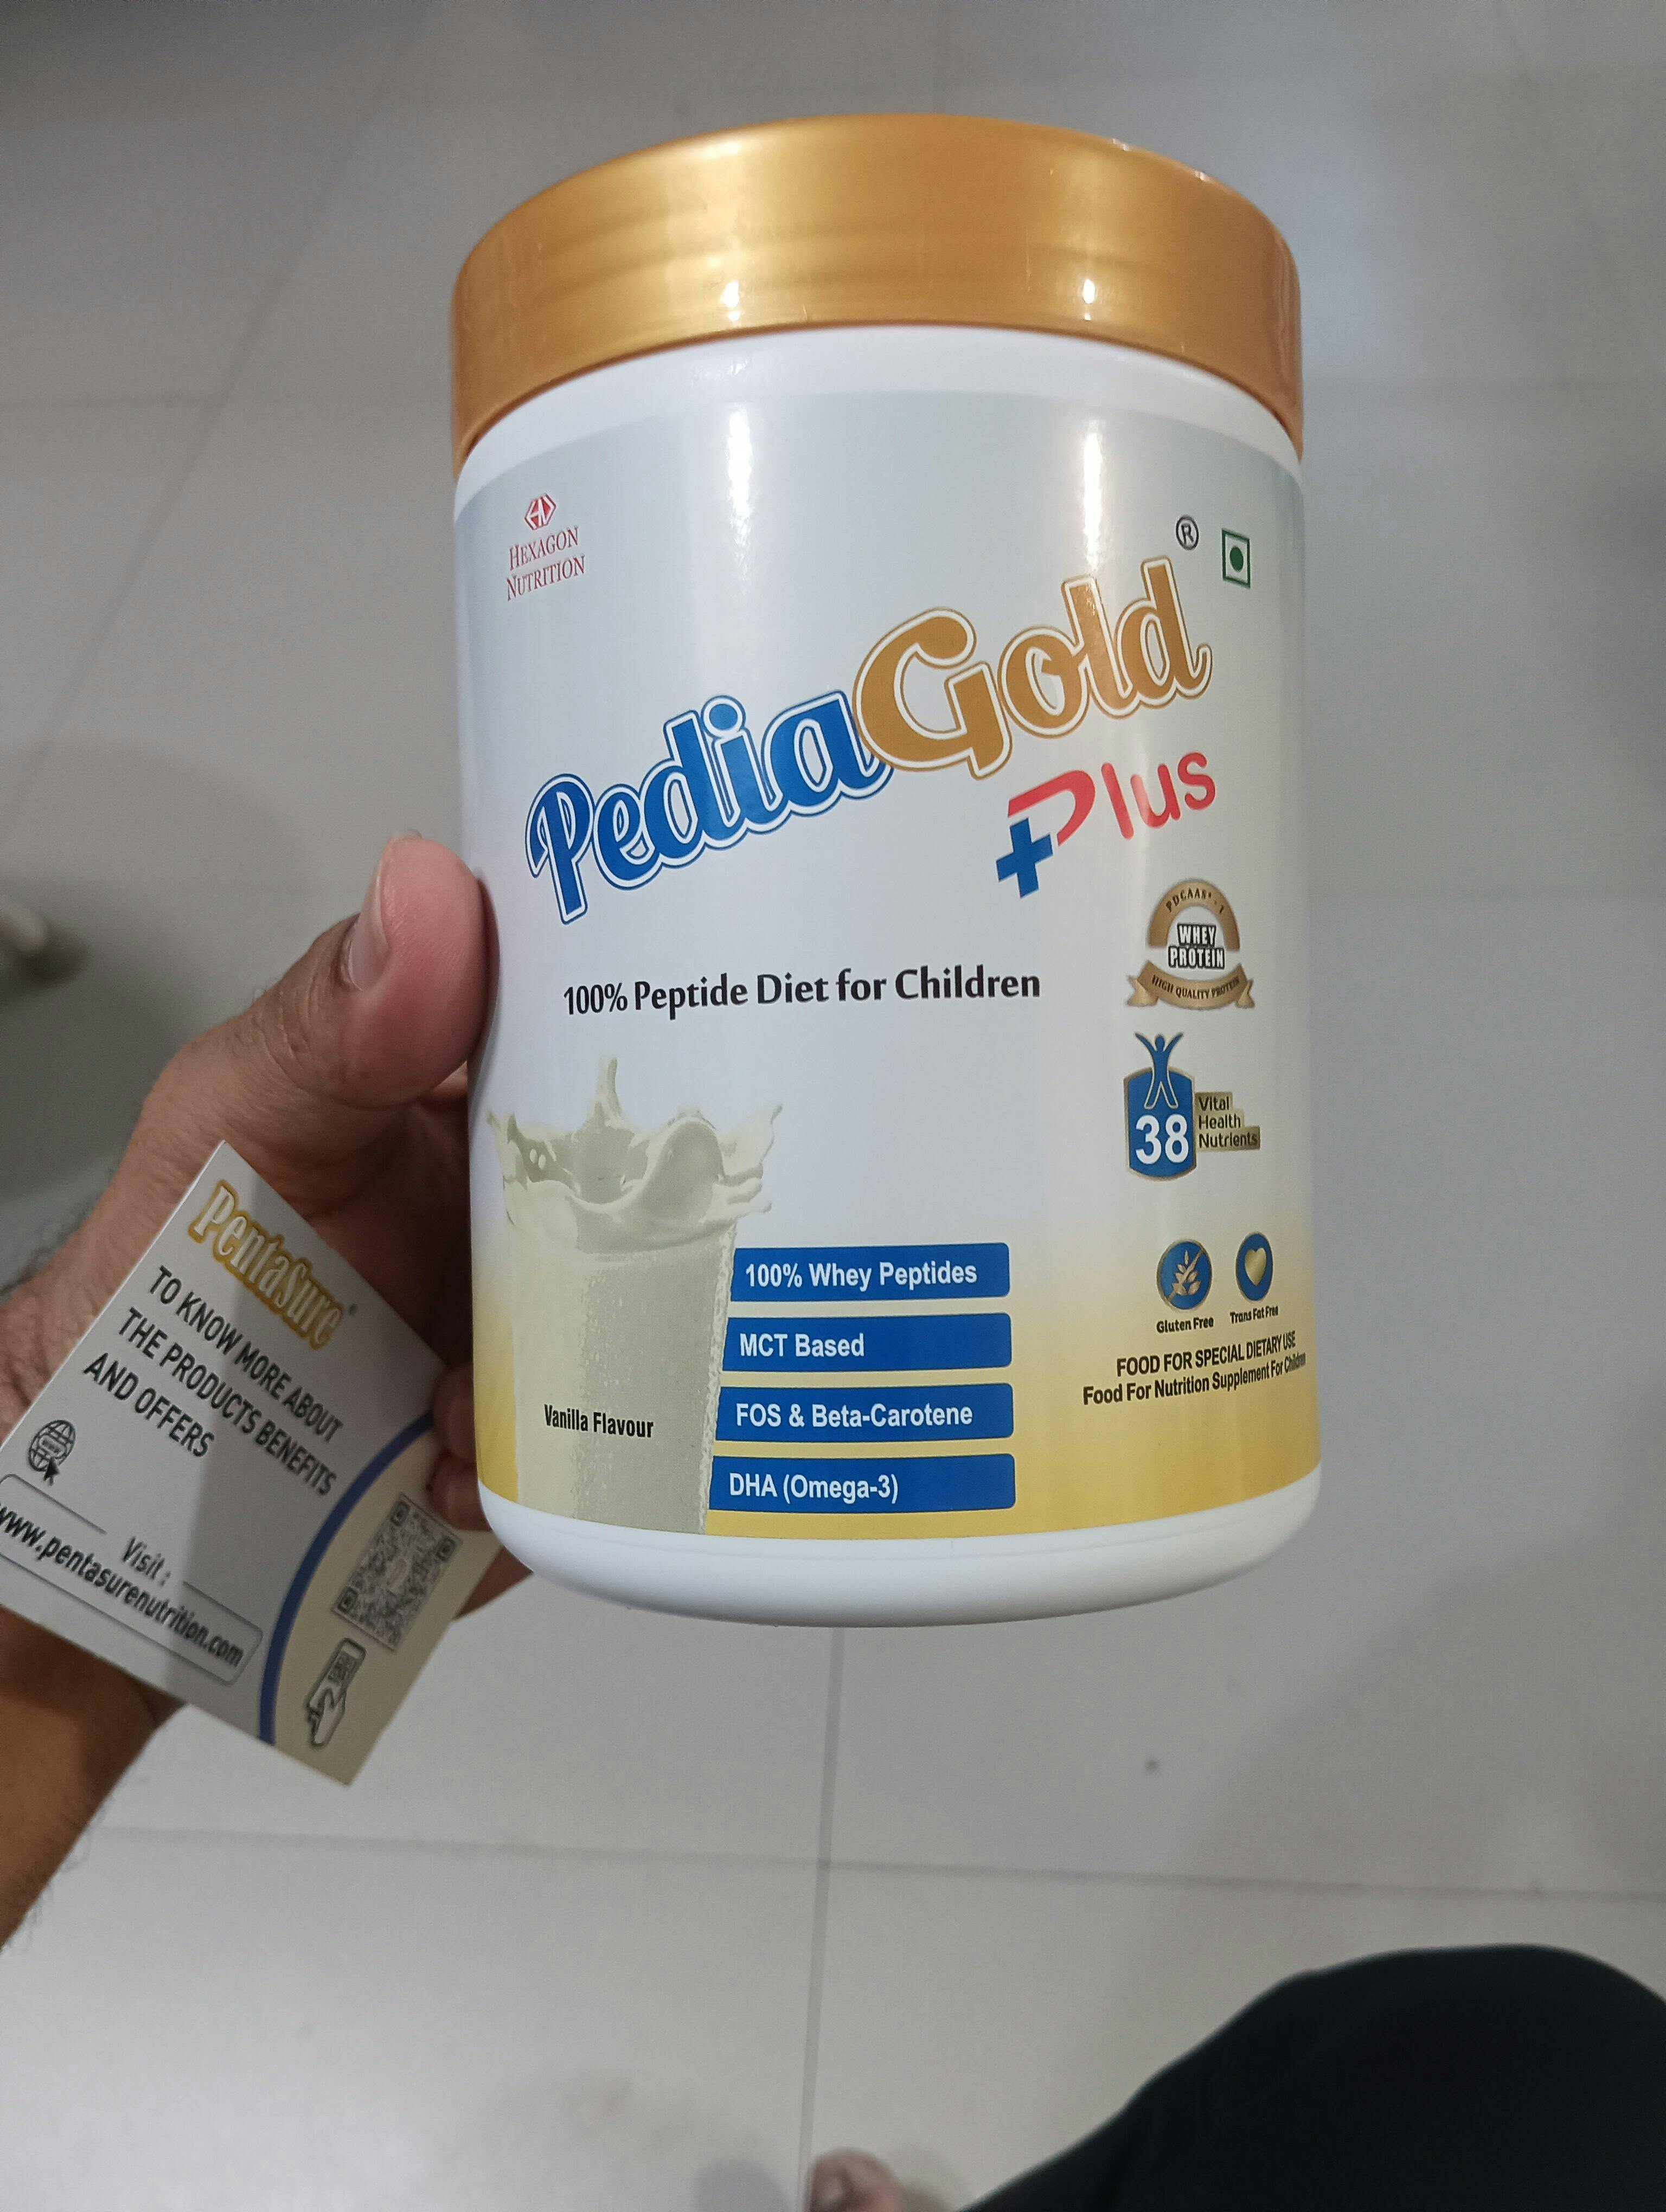 HEXAGON
NUTRITION
®
PediaGold
Plus
100% Peptide Diet for Children
PDCAAS* - 1
WHEY
PROTEIN
HIGH QUALITY PROTEIN
38
Vital
Health
Nutrients
100% Whey Peptides
MCT Based
FOS & Beta-Carotene
DHA (Omega-3)
Vanilla Flavour
Gluten Free
Trans Fat Free
FOOD FOR SPECIAL DIETARY USE
Food For Nutrition Supplement For Children
PentaSure®
TO KNOW MORE ABOUT
THE PRODUCTS BENEFITS
AND OFFERS
Visit :
www.pentasurenutrition.com